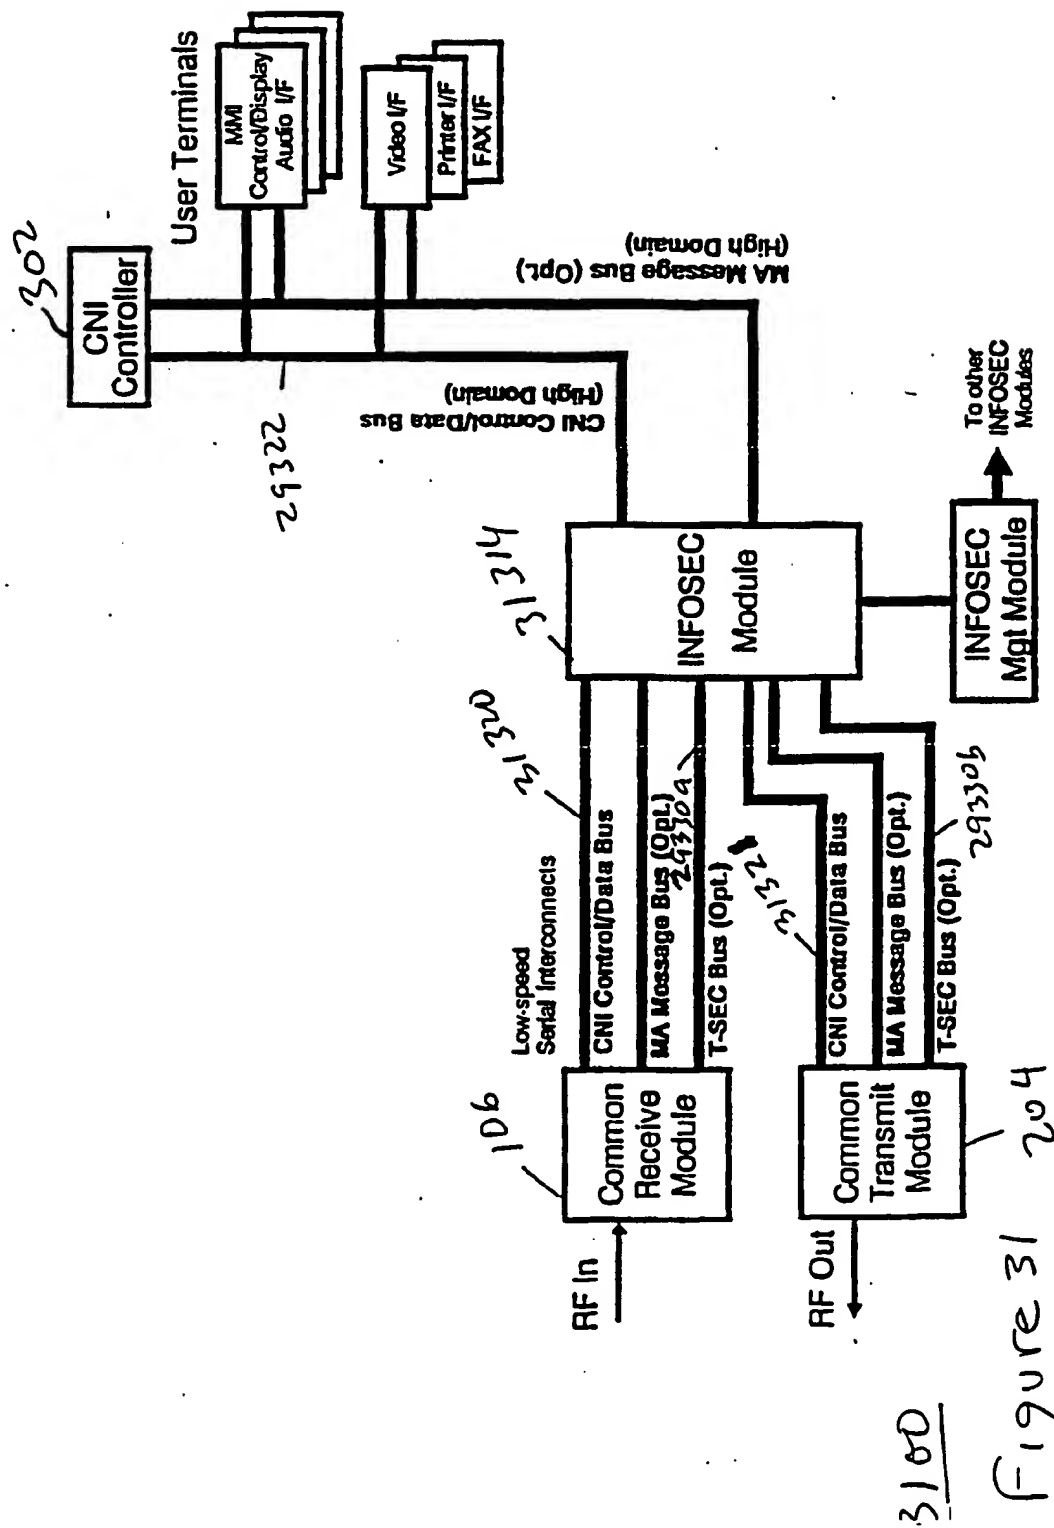 302
CNI
Controller
User Terminals
MMI
Control/Display
Audio I/F
Video I/F
Printer I/F
FAX I/F
29322
CNI Control/Data Bus
(High Domain)
MA Message Bus (Opt.)
(High Domain)
31314
INFOSEC
Module
INFOSEC
Mgt Module
To other
INFOSEC
Modules
31320
Low-speed
Serial Interconnects
CNI Control/Data Bus
MA Mossage Bus (Opt.)
29330a
T-SEC Bus (Opt.)
CNI Control/Data Bus
MA Message Bus (Opt.)
T-SEC Bus (Opt.)
29330b
106
Common
Receive
Module
RF In
Common
Transmit
Module
RF Out
204
3100
Figure 31